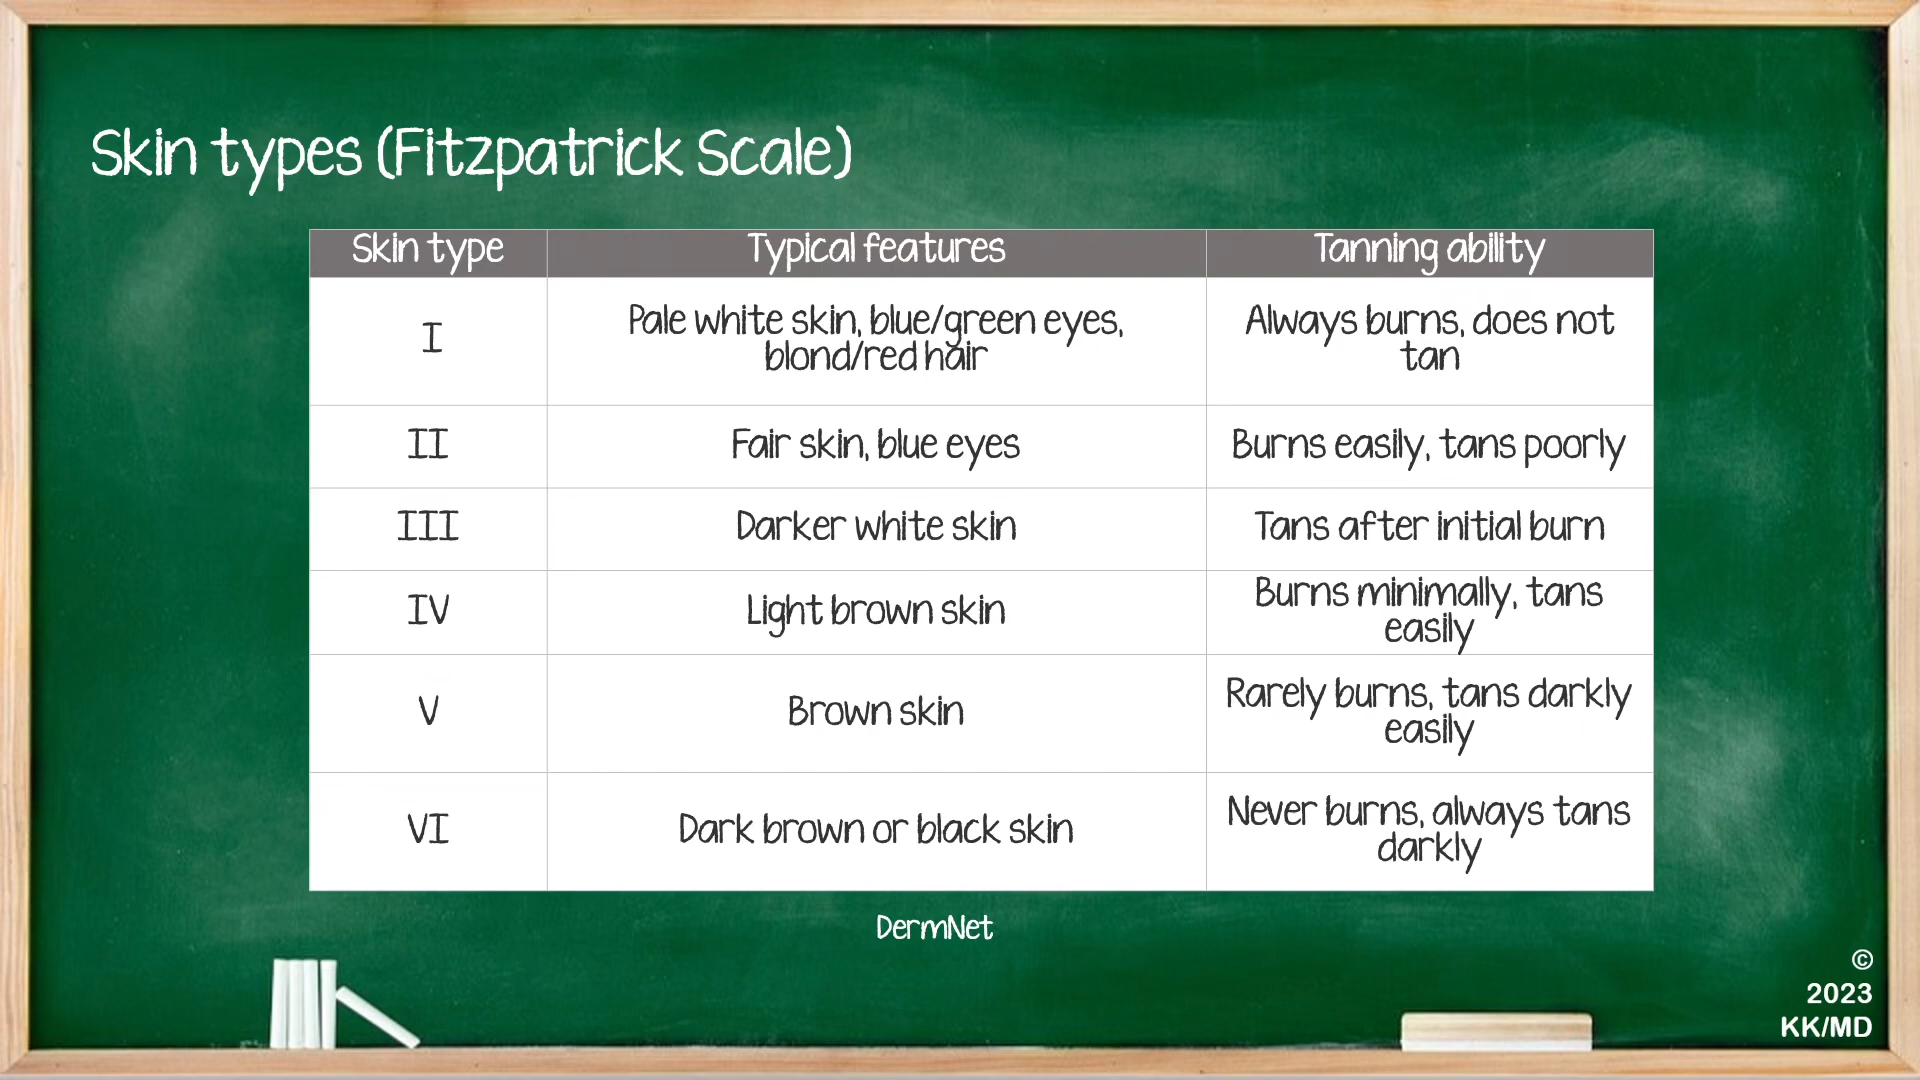 Skin types (Fitzpatrick Scale)
Skin type Typical features Tanning ability
I
Pale white skin, blue/green eyes,
blond/red hair
Always burns, does not
tan
II Fair skin, blue eyes Burns easily, tans poorly
III Darker white skin Tans after initial burn
IV Light brown skin
Burns minimally, tans
easily
V Brown skin
Rarely burns, tans darkly
easily
VI Dark brown or black skin
Never burns, always tans
darkly
DermNet
©
2023
KK/MD